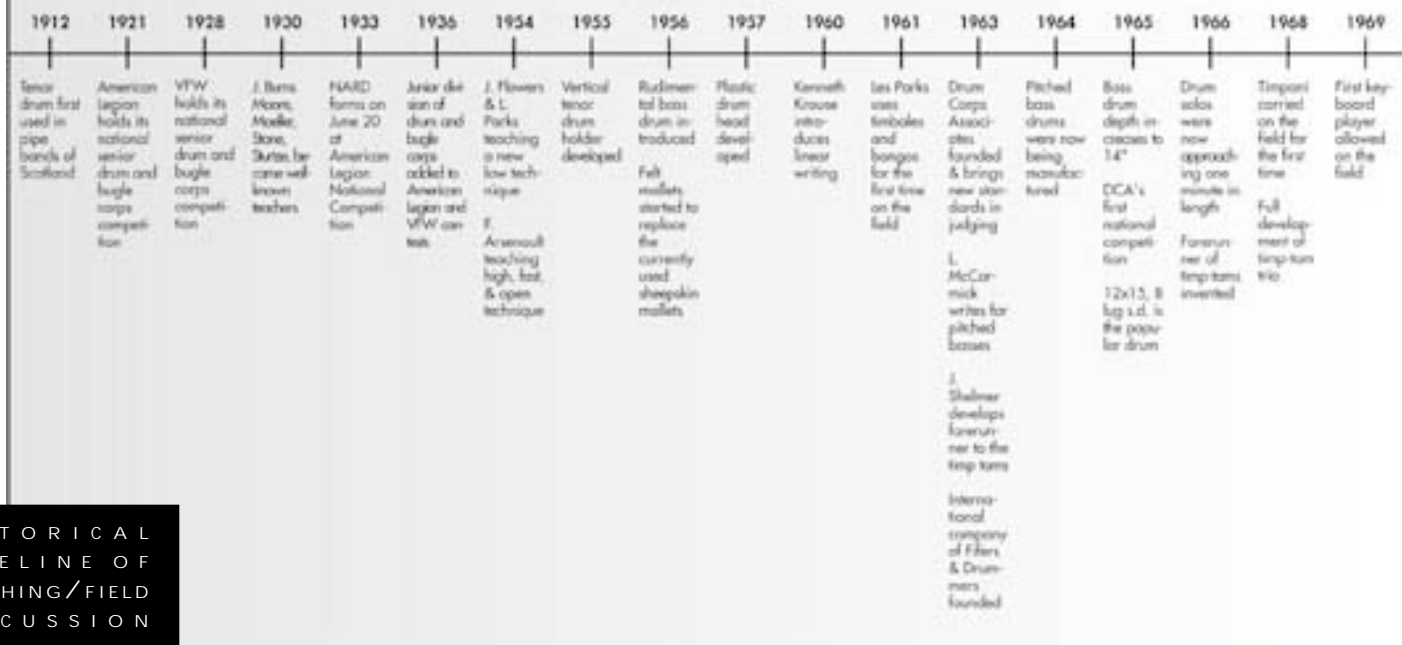 1912 1921 1928 1930 1933 1936 1954 1955 1956 1957 1960 1961 1963 1964 1965 1966 1968 1969
Tenor
drum first
used in
pipe
bands of
Scotland
American
Legion
holds its
national
senior
drum and
bugle
corps
competi-
tion
VFW
holds its
national
senior
drum and
bugle
corps
competi-
tion
J. Burns
Moore,
Moeller,
Stone,
Sturtze, be-
came well-
known
teachers
NARD
forms on
June 20
at
American
Legion
National
Competi-
tion
Junior divi-
sion of
drum and
bugle
corps
added to
American
Legion and
VFW con-
tests
J. Flowers
& L.
Parks
teaching
a new
low tech-
nique
F.
Arsenault
teaching
high, fast,
& open
technique
Vertical
tenor
drum
holder
developed
Rudimen-
tal bass
drum in-
troduced
Felt
mallets
started to
replace
the
currently
used
sheepskin
mallets
Plastic
drum
head
devel-
oped
Kenneth
Krouse
intro-
duces
linear
writing
Les Parks
uses
timbales
and
bongos
for the
first time
on the
field
Drum
Corps
Associ-
ates
founded
& brings
new stan-
dards in
judging
L.
McCor-
mick
writes for
pitched
basses
J.
develops
forerun-
ner to the
timp toms
Interna-
tional
company
of Fifers
& Drum-
mers
founded
Pitched
bass
drums
were now
being
manufac-
tured
Bass
drum
depth in-
creases to
14"
DCA's
first
national
competi-
tion
12x15, 8
lug s.d. is
the popu-
lar drum
Drum
solos
were
now
approach-
ing one
minute in
length
Forerun-
ner of
timp-toms
invented
Timpani
carried
on the
field for
the first
time
Full
develop-
ment of
timp-tom
trio
First key-
board
player
allowed
on the
field
TORICAL
ELINE OF
HING/FIELD
CUSSION